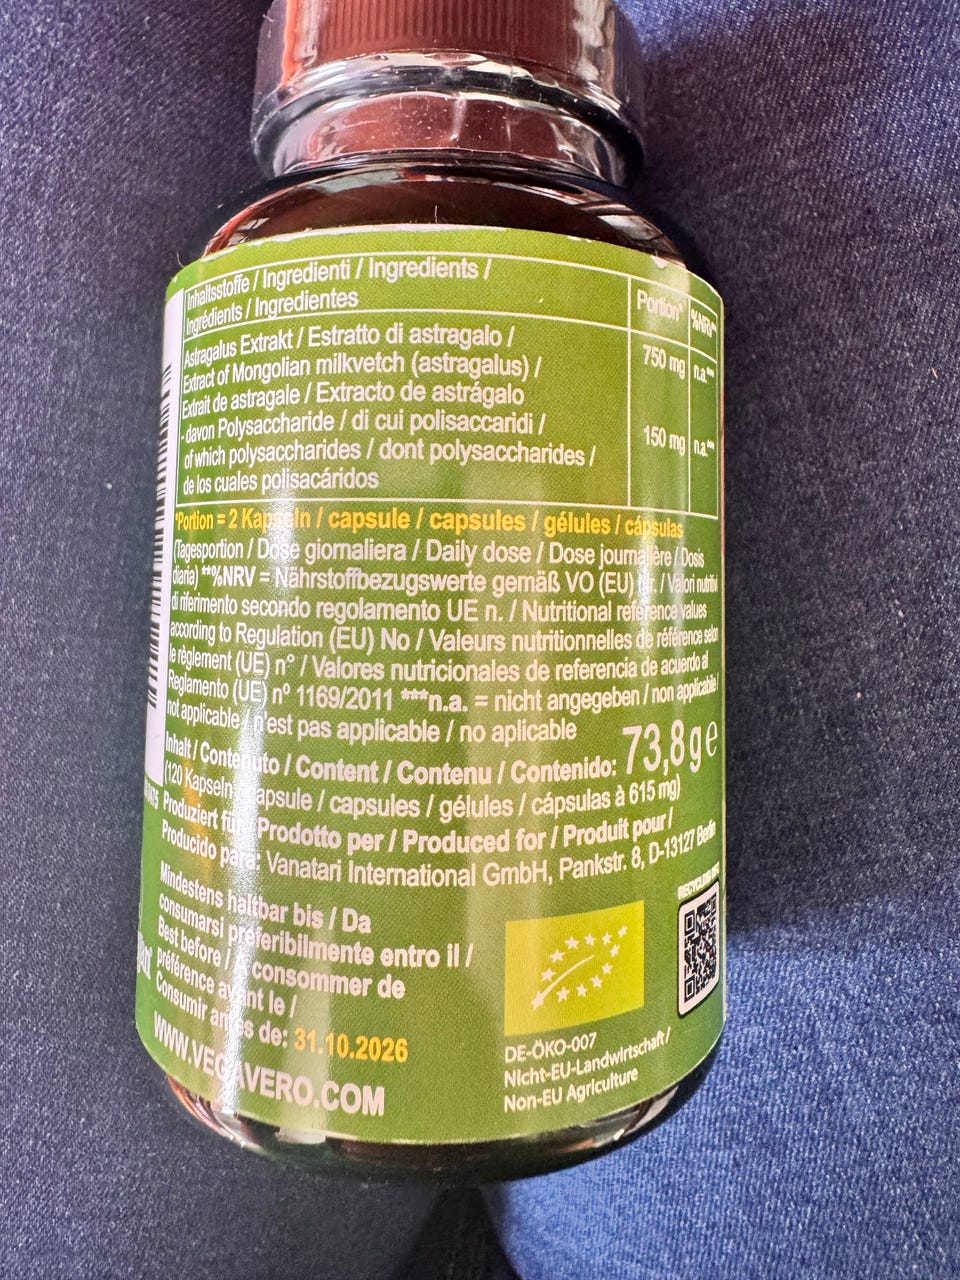 Inhaltsstoffe / Ingredienti / Ingredients /
Ingrédients / Ingredientes
Portion*
%NRV**
Astragalus Extrakt / Estratto di astragalo /
Extract of Mongolian milkvetch (astragalus) /
Extrait de astragale / Extracto de astrágalo
750 mg
n.a.***
- davon Polysaccharide / di cui polisaccaridi /
of which polysaccharides / dont polysaccharides /
de los cuales polisacáridos
150 mg
n.a.***
*Portion = 2 Kapseln / capsule / capsules / gélules / cápsulas
(Tagesportion / Dose giornaliera / Daily dose / Dose journalière / Dosis
diaria) **%NRV = Nährstoffbezugswerte gemäß VO (EU) Nr. / Valori nutritivi
di riferimento secondo regolamento UE n. / Nutritional reference values
according to Regulation (EU) No / Valeurs nutritionnelles de référence selon
le règlement (UE) n° / Valores nutricionales de referencia de acuerdo al
Reglamento (UE) nº 1169/2011 ***n.a. = nicht angegeben / non applicabile /
not applicable / n'est pas applicable / no aplicable
Inhalt / Contenuto / Content / Contenu / Contenido: 73,8 g e
(120 Kapseln / capsule / capsules / gélules / cápsulas à 615 mg)
Produziert für / Prodotto per / Produced for / Produit pour /
Producido para: Vanatari International GmbH, Pankstr. 8, D-13127 Berlin
Mindestens haltbar bis / Da
consumarsi preferibilmente entro il /
Best before / À consommer de
préférence avant le /
Consumir antes de: 31.10.2026
WWW.VEGAVERO.COM
RECYCLING
DE-ÖKO-007
Nicht-EU-Landwirtschaft /
Non-EU Agriculture